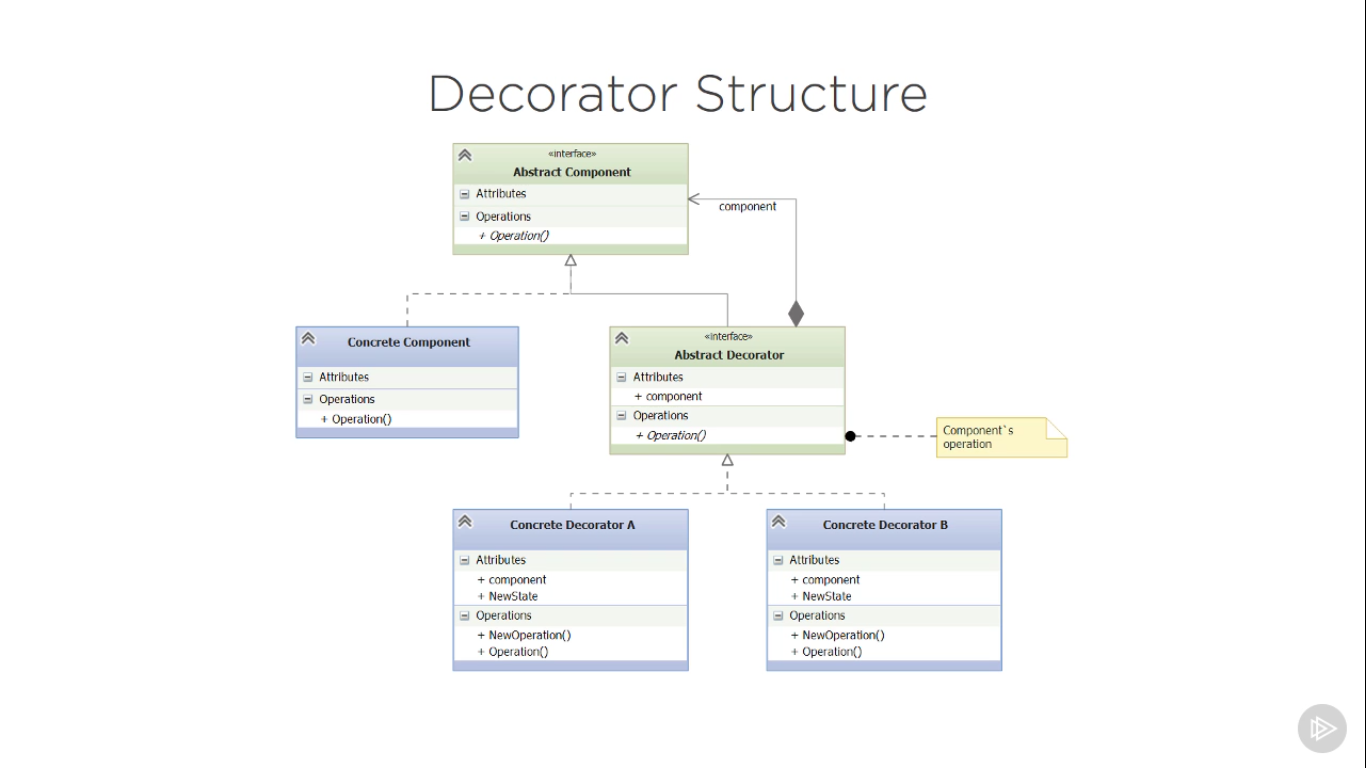 Decorator Structure
«interface»
Abstract Component
Attributes
Operations
+ Operation()
component
Concrete Component
Attributes
Operations
+ Operation()
«interface»
Abstract Decorator
Attributes
+ component
Operations
+ Operation()
Component`s
operation
Concrete Decorator A
Attributes
+ component
+ NewState
Operations
+ NewOperation()
+ Operation()
Concrete Decorator B
Attributes
+ component
+ NewState
Operations
+ NewOperation()
+ Operation()